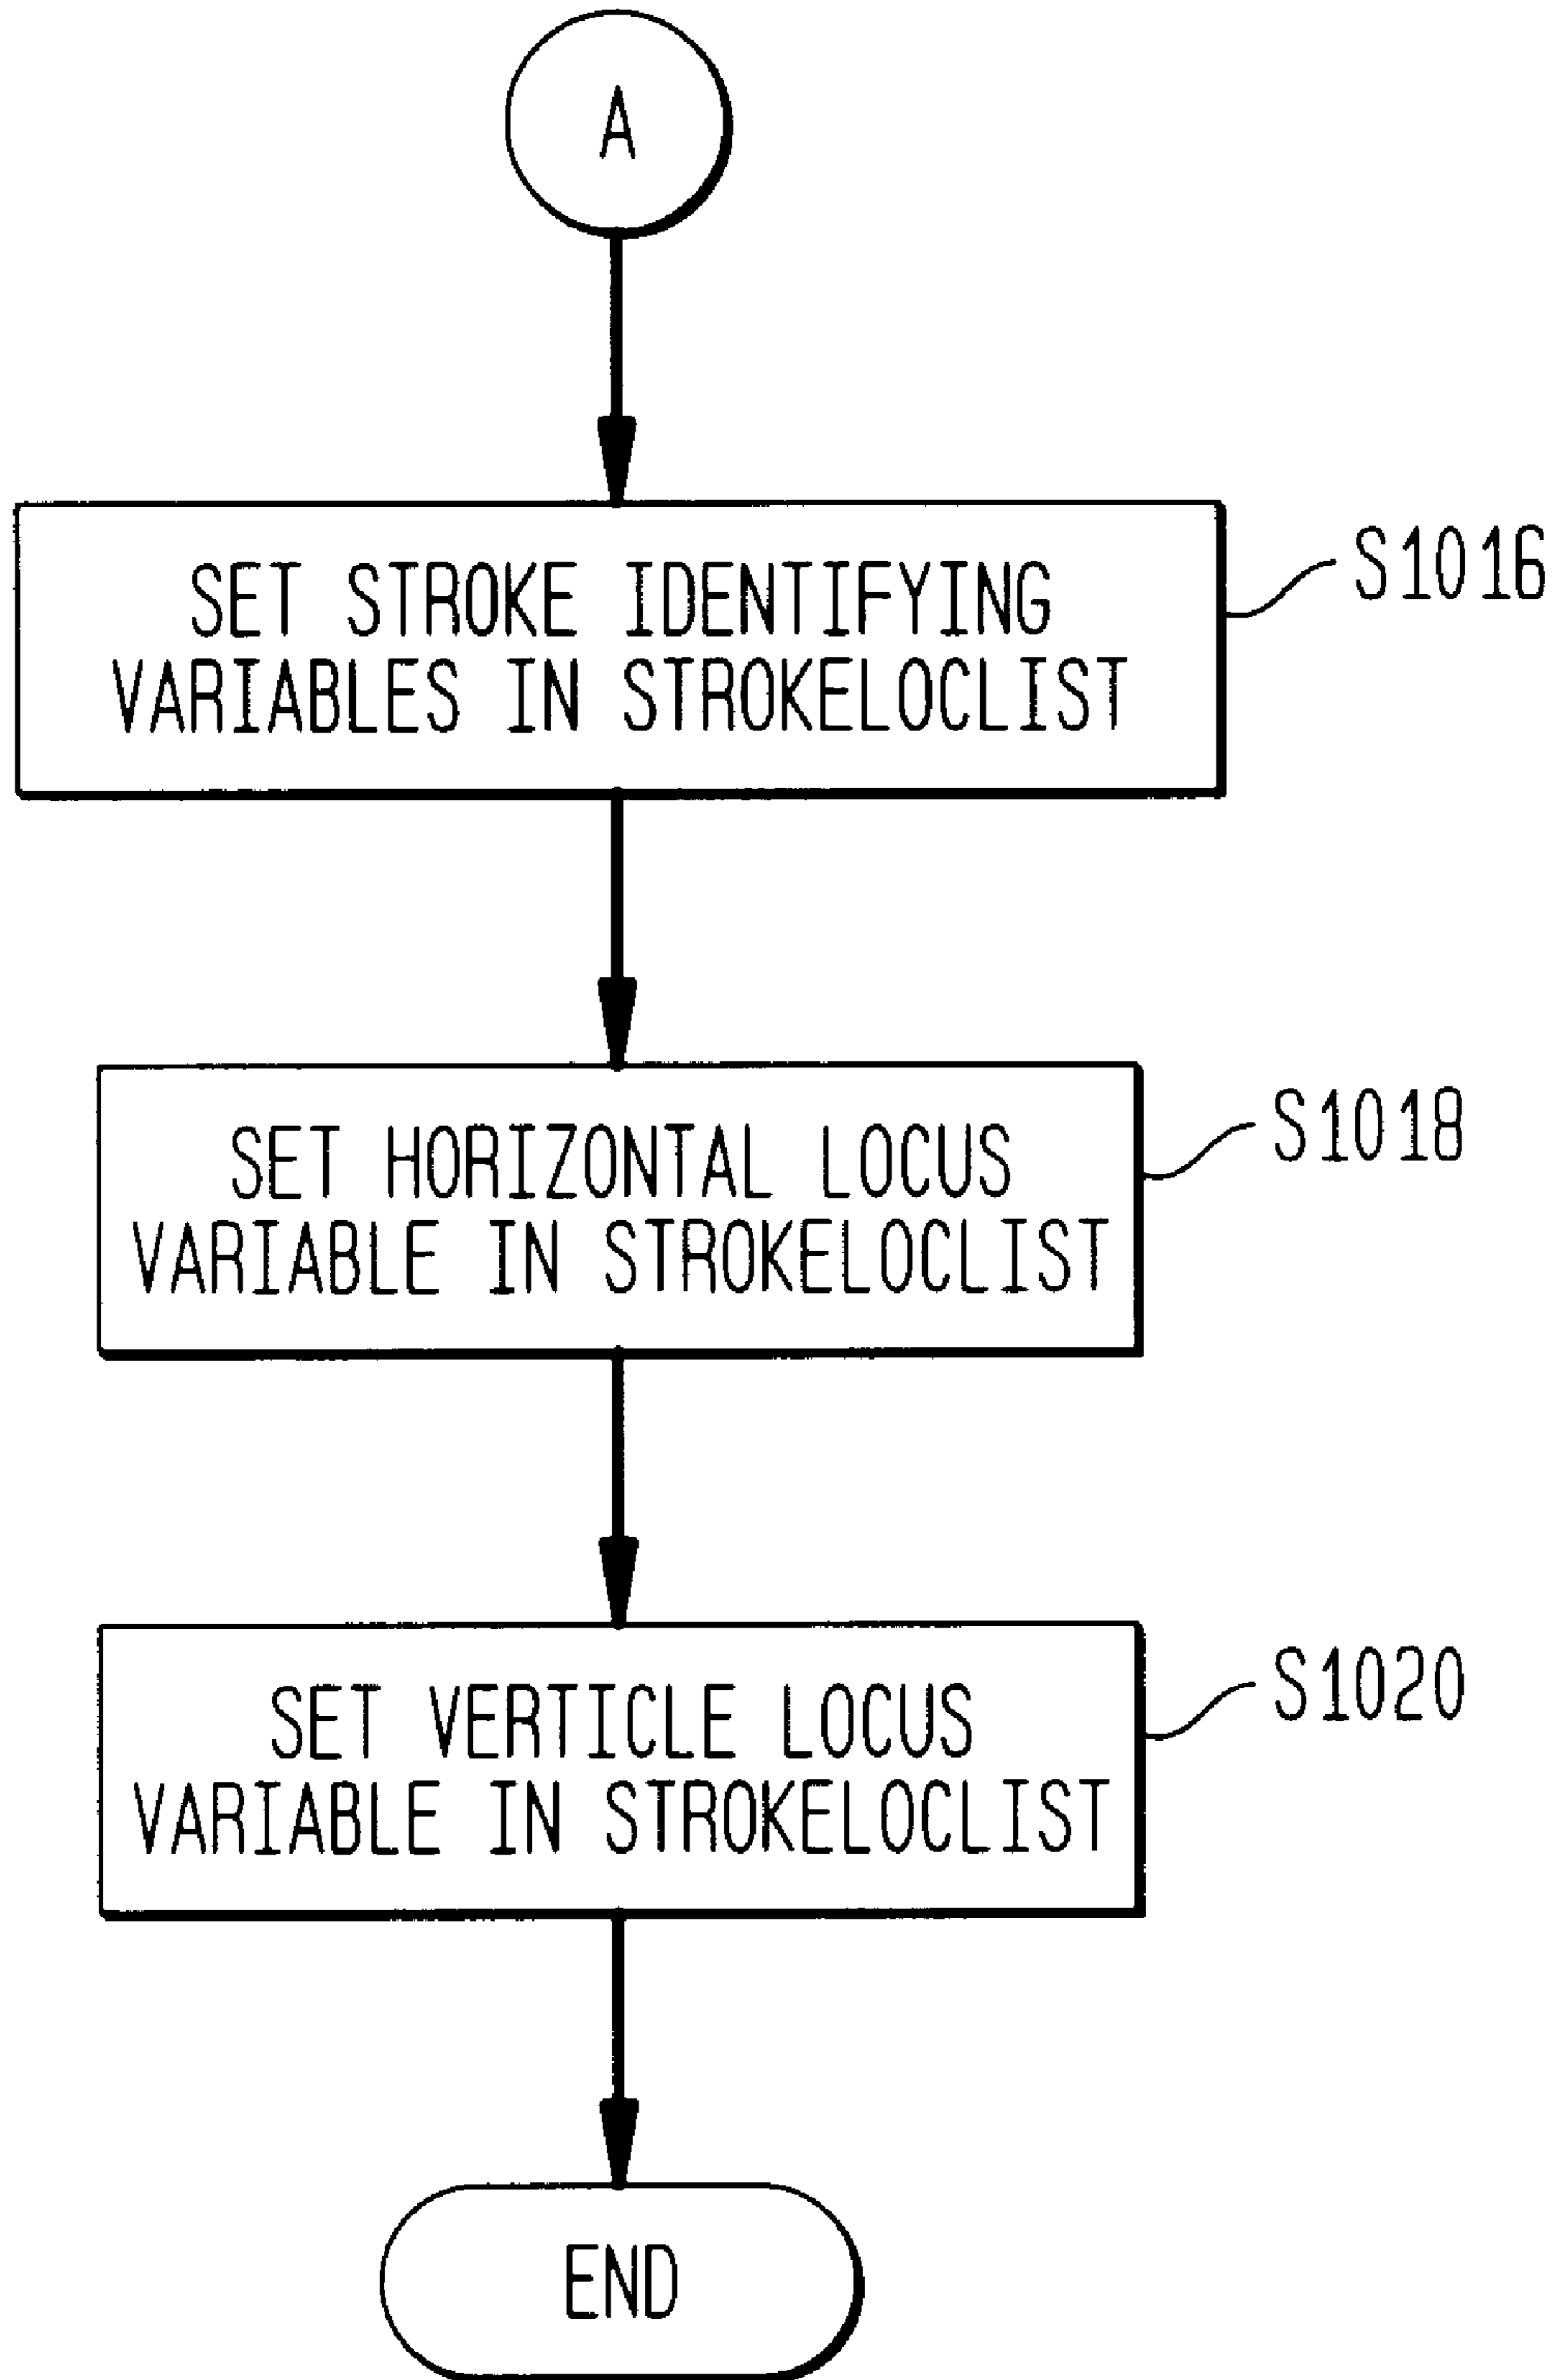 A
SET STROKE IDENTIFYING
VARIABLES IN STROKELOCLIST
S1016
SET HORIZONTAL LOCUS
VARIABLE IN STROKELOCLIST
S1018
SET VERTICLE LOCUS
VARIABLE IN STROKELOCLIST
S1020
END